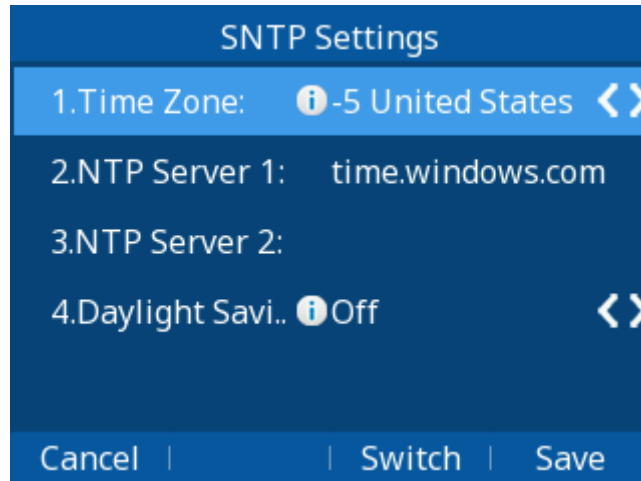 SNTP Settings
1.Time Zone: -5 United States
2.NTP Server 1: time.windows.com
3.NTP Server 2:
4.Daylight Savi.. Off
Cancel Switch Save